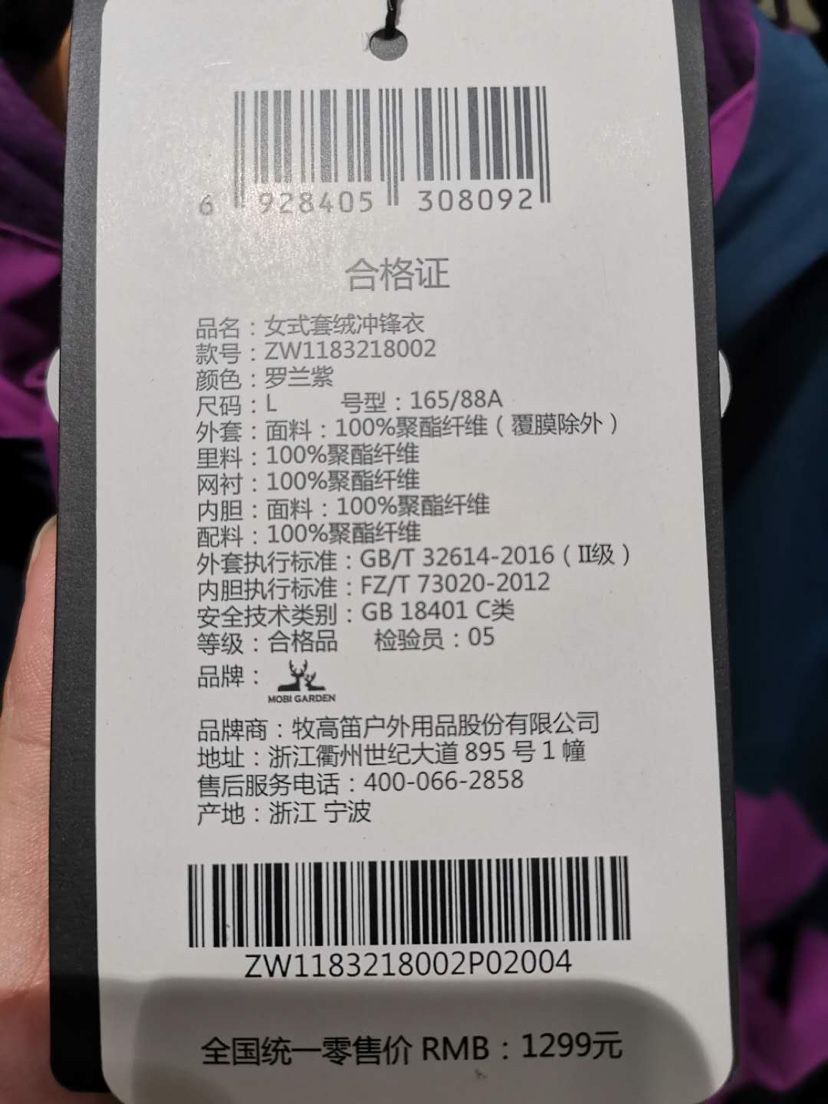 6 928405 308092
合格证
品名：女式套绒冲锋衣
款号：ZW1183218002
颜色：罗兰紫
尺码：L 号型：165/88A
外套：面料：100%聚酯纤维（覆膜除外）
里料：100%聚酯纤维
网衬：100%聚酯纤维
内胆：面料：100%聚酯纤维
配料：100%聚酯纤维
外套执行标准：GB/T 32614-2016（II级）
内胆执行标准：FZ/T 73020-2012
安全技术类别：GB 18401 C类
等级：合格品 检验员：05
品牌：
MOBI GARDEN
品牌商：牧高笛户外用品股份有限公司
地址：浙江衢州世纪大道 895 号 1 幢
售后服务电话：400-066-2858
产地：浙江 宁波
ZW1183218002P02004
全国统一零售价 RMB：1299元